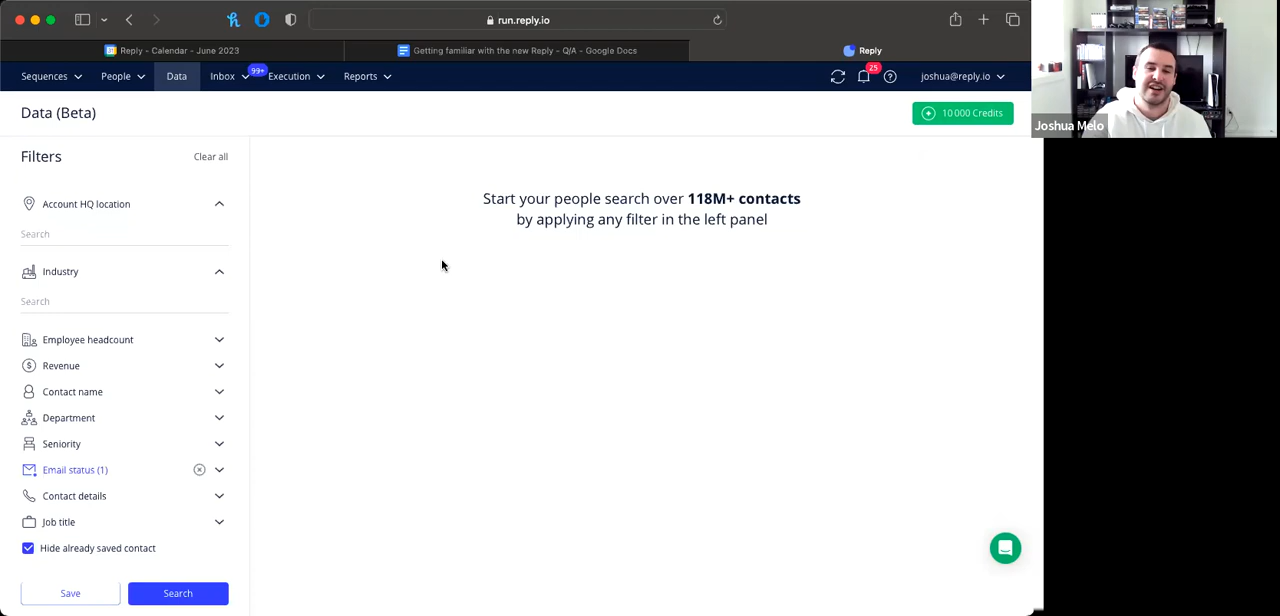 run.reply.io
Reply - Calendar - June 2023
Getting familiar with the new Reply - Q/A - Google Docs
Reply
Sequences
People
Data
Inbox
99+
Execution
Reports
25
joshua@reply.io
Joshua Melo
Data (Beta)
10 000 Credits
Filters
Clear all
Account HQ location
Search
Industry
Search
Employee headcount
Revenue
Contact name
Department
Seniority
Email status (1)
Contact details
Job title
Hide already saved contact
Save
Search
Start your people search over 118M+ contacts
by applying any filter in the left panel